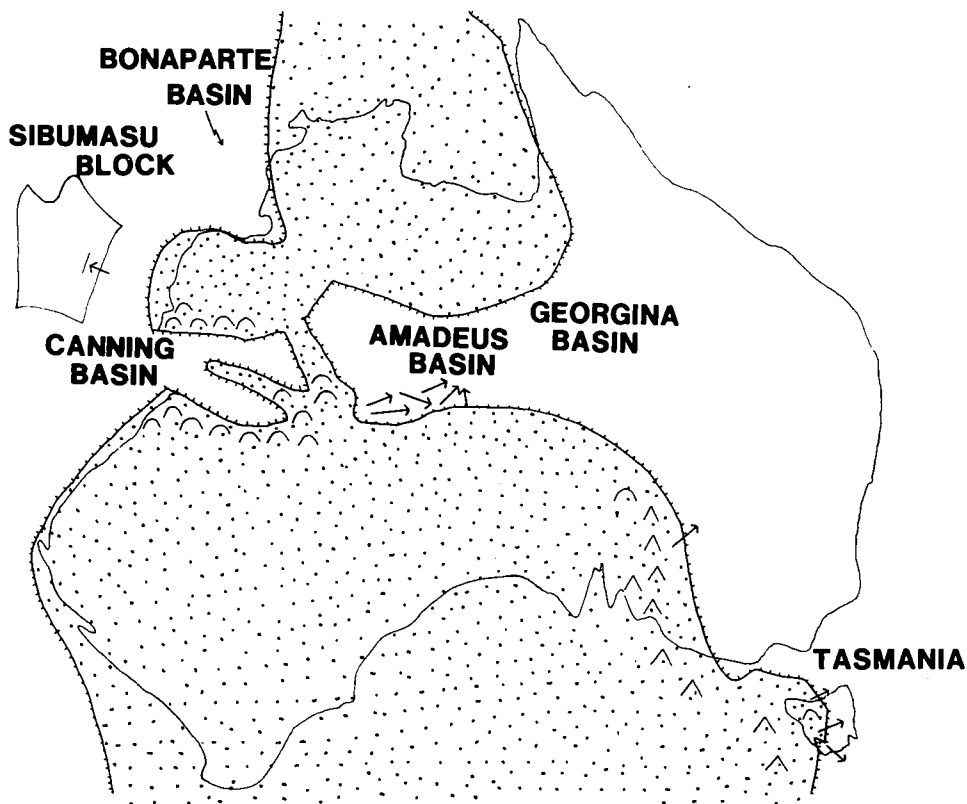 BONAPARTE
BASIN
SIBUMASU
BLOCK
CANNING
BASIN
AMADEUS
BASIN
GEORGINA
BASIN
TASMANIA